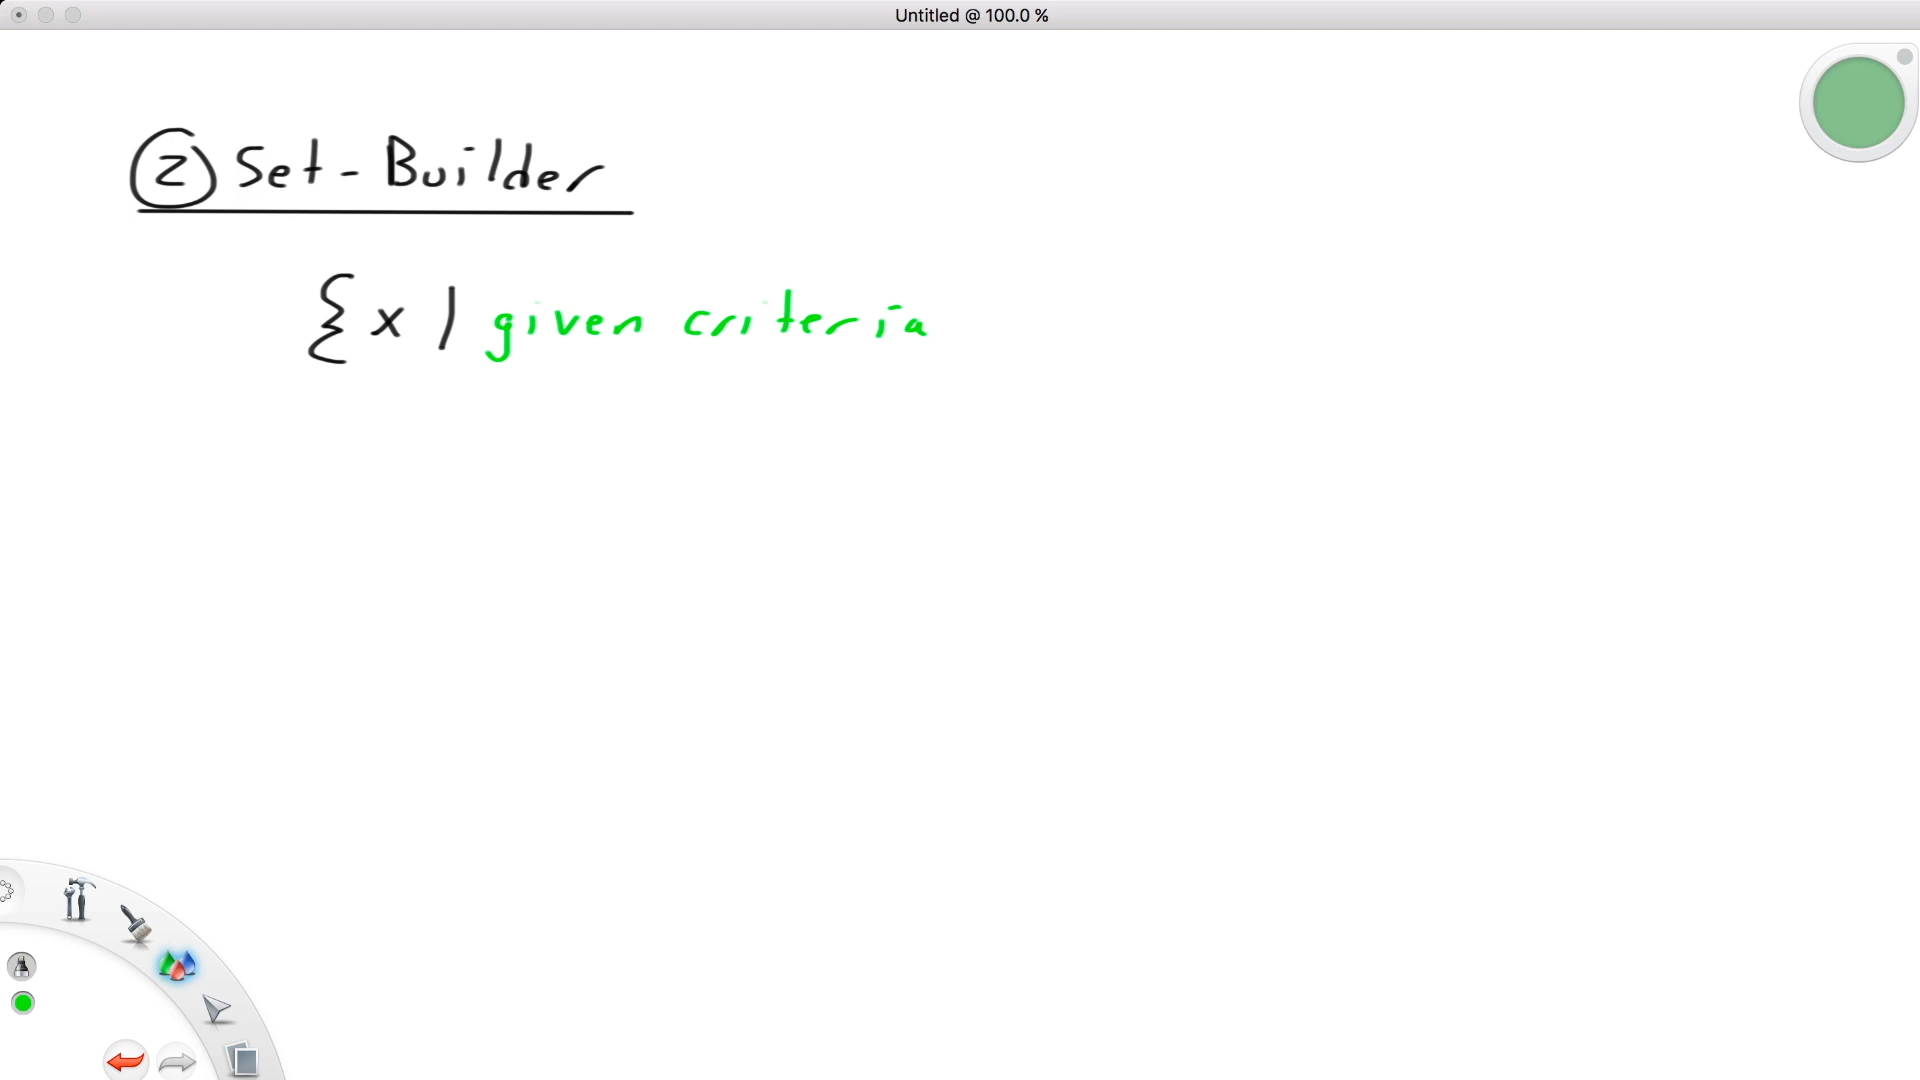 Untitled @ 100.0 %
② Set-Builder
{ x | given criteria